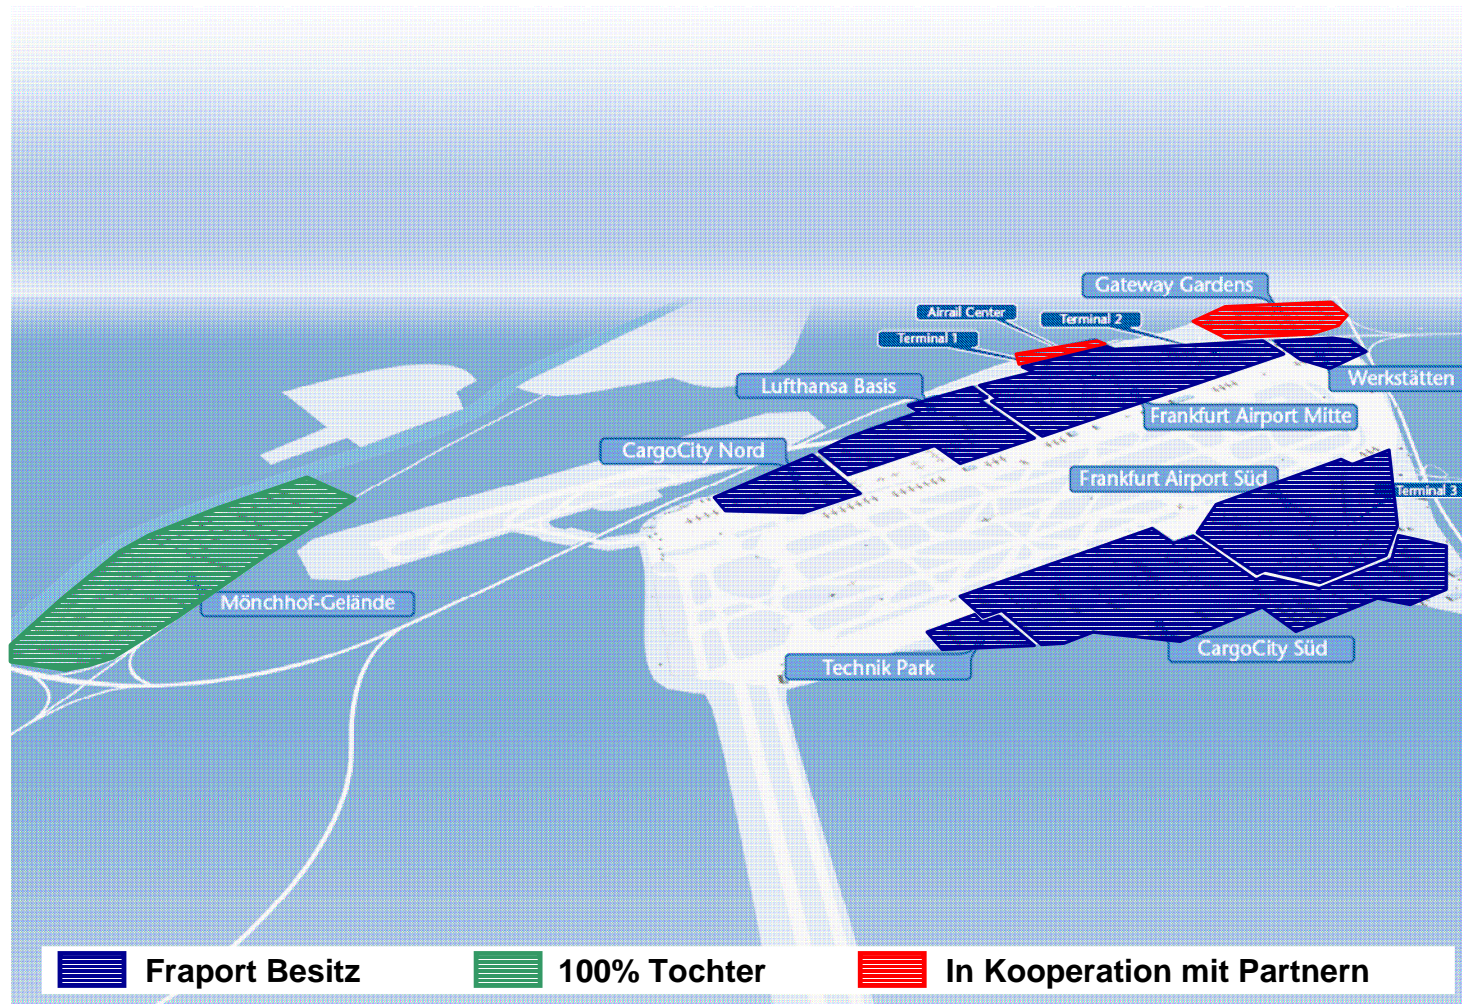 Gateway Gardens
Airrail Center
Terminal 2
Terminal 1
Werkstätten
Lufthansa Basis
Frankfurt Airport Mitte
CargoCity Nord
Frankfurt Airport Süd
Terminal 3
Mönchhof-Gelände
CargoCity Süd
Technik Park
Fraport Besitz
100% Tochter
In Kooperation mit Partnern